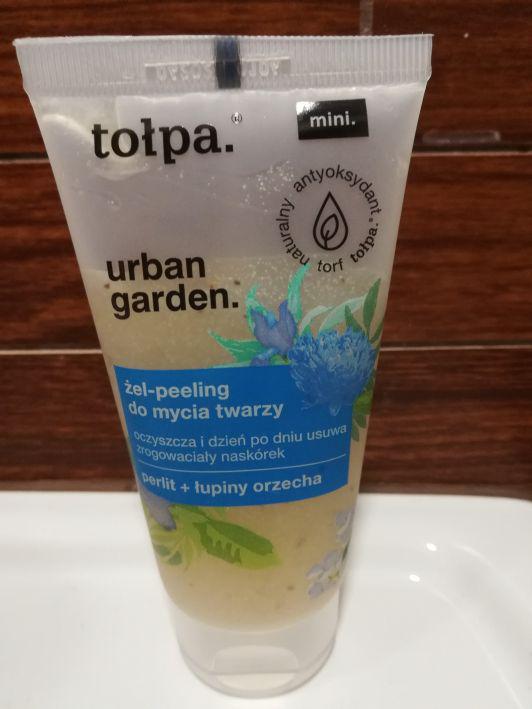 tołpa.®
mini.
naturalny antyoksydant
torf tołpa.®
urban
garden.
żel-peeling
do mycia twarzy
oczyszcza i dzień po dniu usuwa
zrogowaciały naskórek
perlit + łupiny orzecha